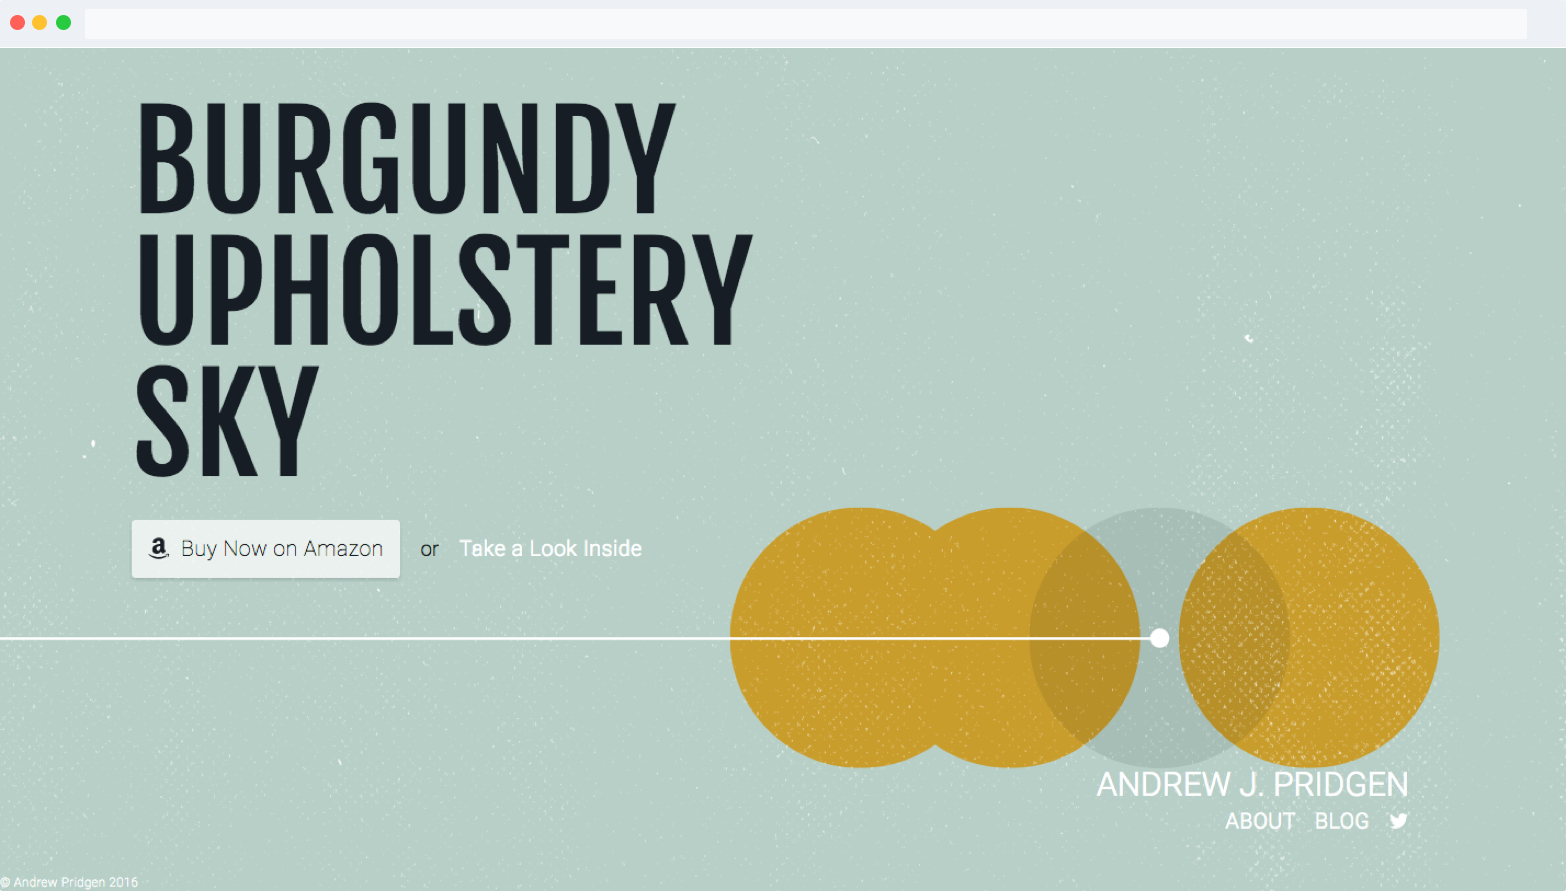 BURGUNDY
UPHOLSTERY
SKY
Buy Now on Amazon or Take a Look Inside
ANDREW J. PRIDGEN
ABOUT BLOG
© Andrew Pridgen 2016